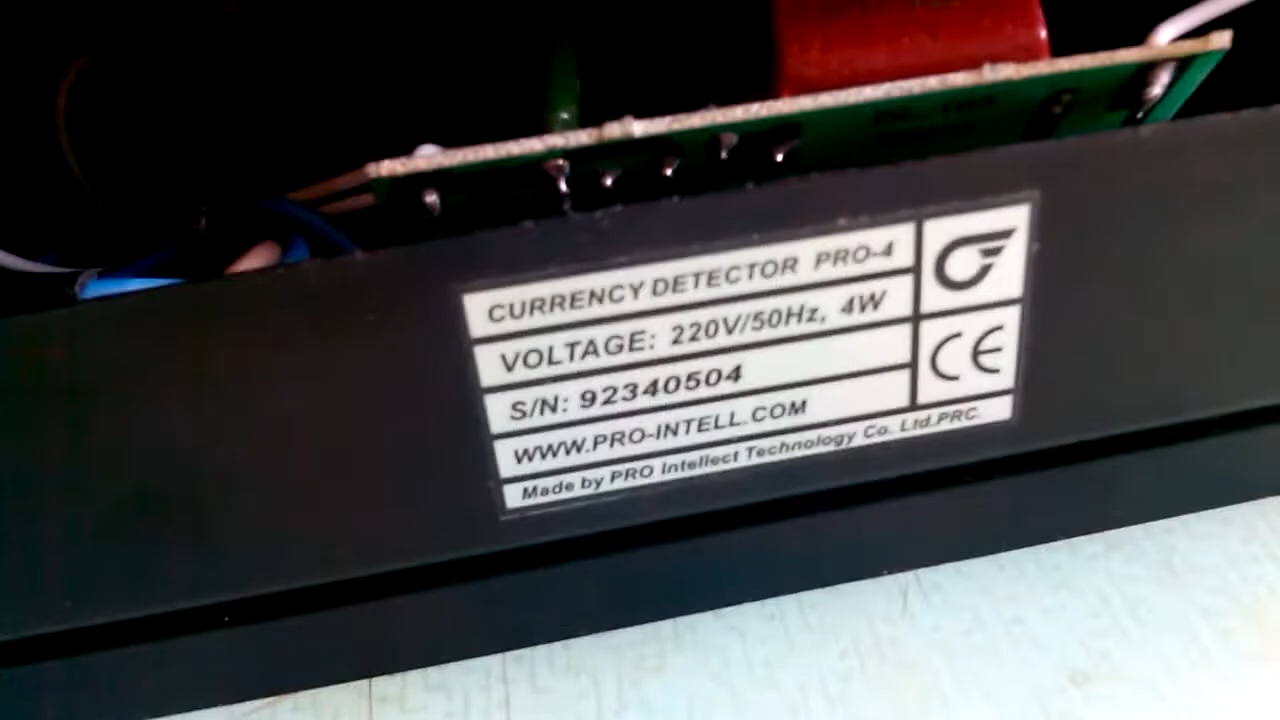 CURRENCY DETECTOR PRO-4
VOLTAGE: 220V/50Hz, 4W
S/N: 92340504
WWW.PRO-INTELL.COM
Made by PRO Intellect Technology Co. Ltd.PRC.
CE